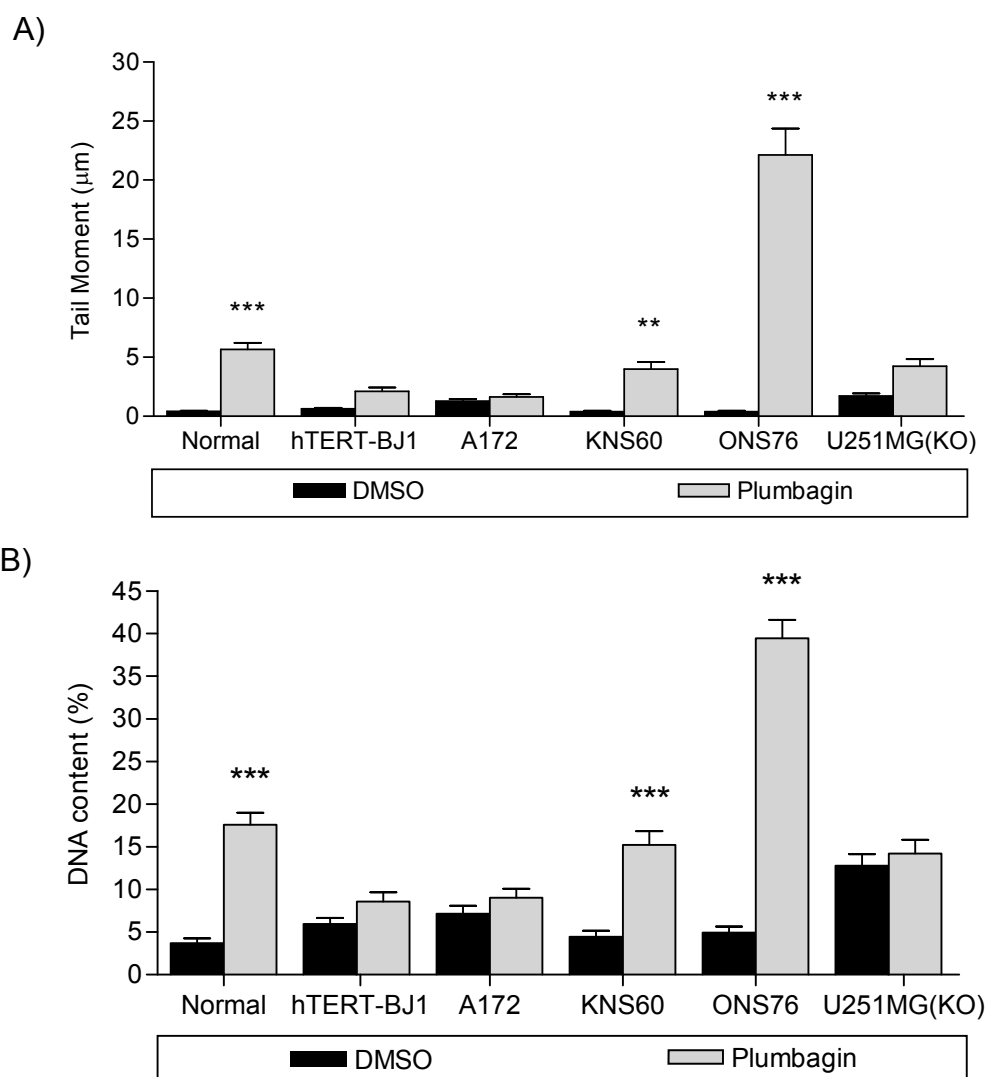 A)
30
25
20
15
10
5
0
Tail Moment (μm)
***
**
***
Normal hTERT-BJ1 A172 KNS60 ONS76 U251MG(KO)
DMSO Plumbagin
B)
45
40
35
30
25
20
15
10
5
0
DNA content (%)
***
***
***
Normal hTERT-BJ1 A172 KNS60 ONS76 U251MG(KO)
DMSO Plumbagin